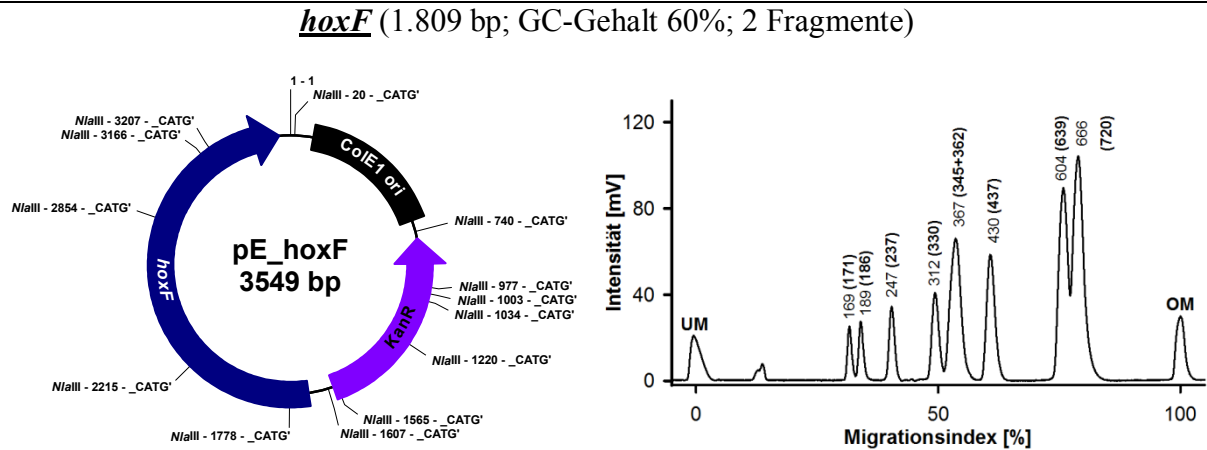 hoxF (1.809 bp; GC-Gehalt 60%; 2 Fragmente)
1 - 1
NlaIII - 20 - _CATG'
NlaIII - 3207 - _CATG'
NlaIII - 3166 - _CATG'
ColE1 ori
NlaIII - 2854 - _CATG'
NlaIII - 740 - _CATG'
pE_hoxF
3549 bp
hoxF
NlaIII - 977 - _CATG'
NlaIII - 1003 - _CATG'
NlaIII - 1034 - _CATG'
KanR
NlaIII - 1220 - _CATG'
NlaIII - 2215 - _CATG'
NlaIII - 1565 - _CATG'
NlaIII - 1607 - _CATG'
NlaIII - 1778 - _CATG'
Intensität [mV]
120
80
40
0
UM
169 (171)
189 (186)
247 (237)
312 (330)
367 (345+362)
430 (437)
604 (639)
666 (720)
OM
0
50
100
Migrationsindex [%]